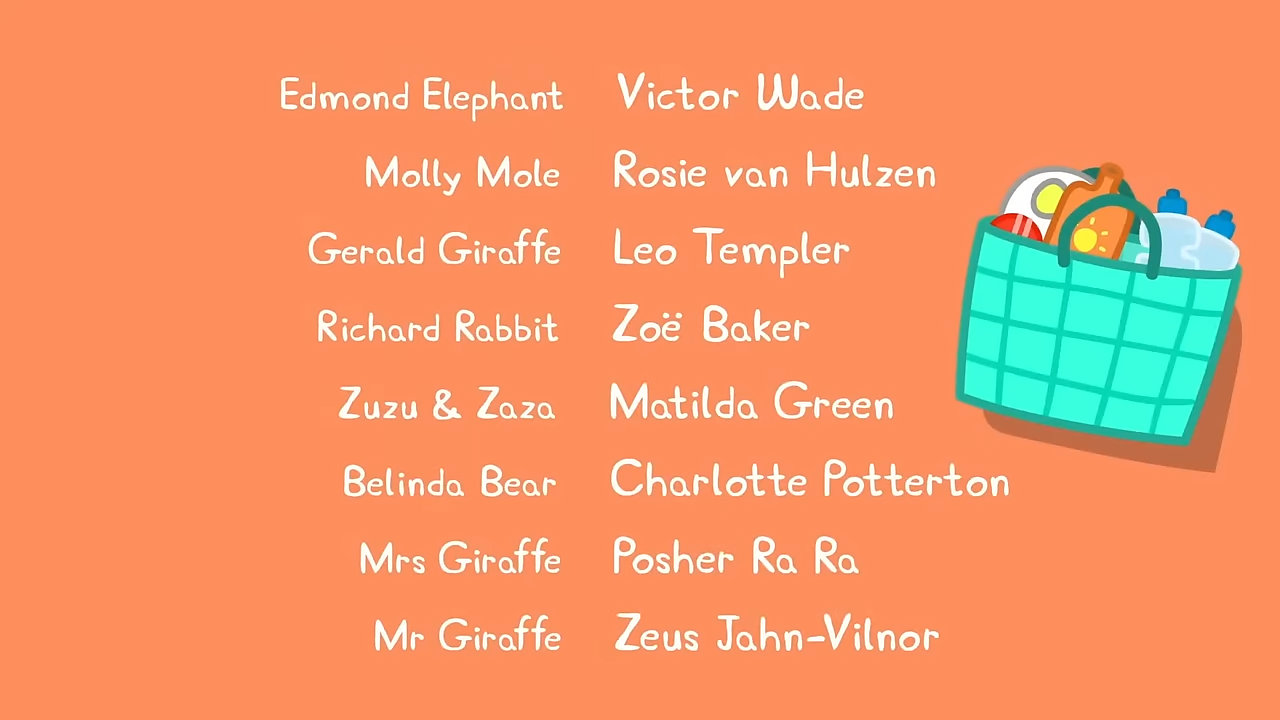 Edmond Elephant Victor Wade
Molly Mole Rosie van Hulzen
Gerald Giraffe Leo Templer
Richard Rabbit Zoë Baker
Zuzu & Zaza Matilda Green
Belinda Bear Charlotte Potterton
Mrs Giraffe Posher Ra Ra
Mr Giraffe Zeus Jahn-Vilnor